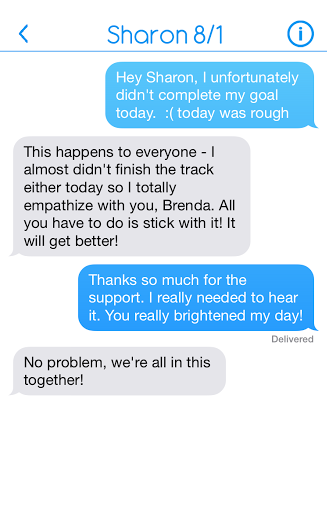 Sharon 8/1
Hey Sharon, I unfortunately
didn't complete my goal
today.  :( today was rough
This happens to everyone - I
almost didn't finish the track
either today so I totally
empathize with you, Brenda. All
you have to do is stick with it! It
will get better!
Thanks so much for the
support. I really needed to hear
it. You really brightened my day!
Delivered
No problem, we're all in this
together!